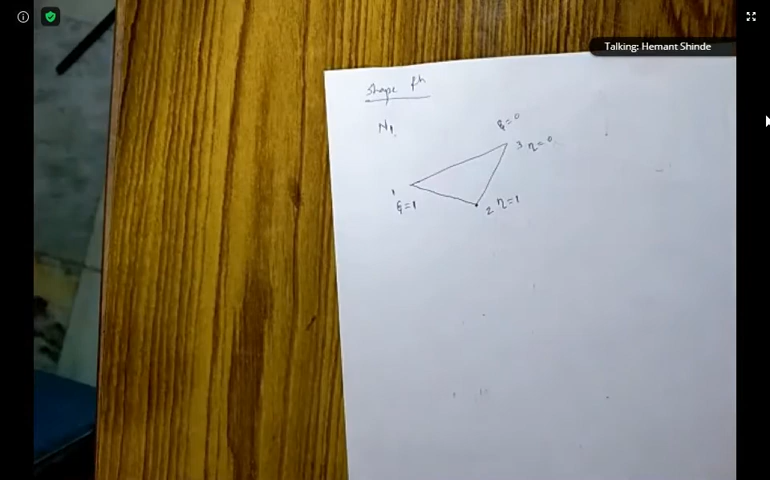 Talking: Hemant Shinde
Shape fn
N1
ξ=0
3 η=0
1
ξ=1
2 η=1